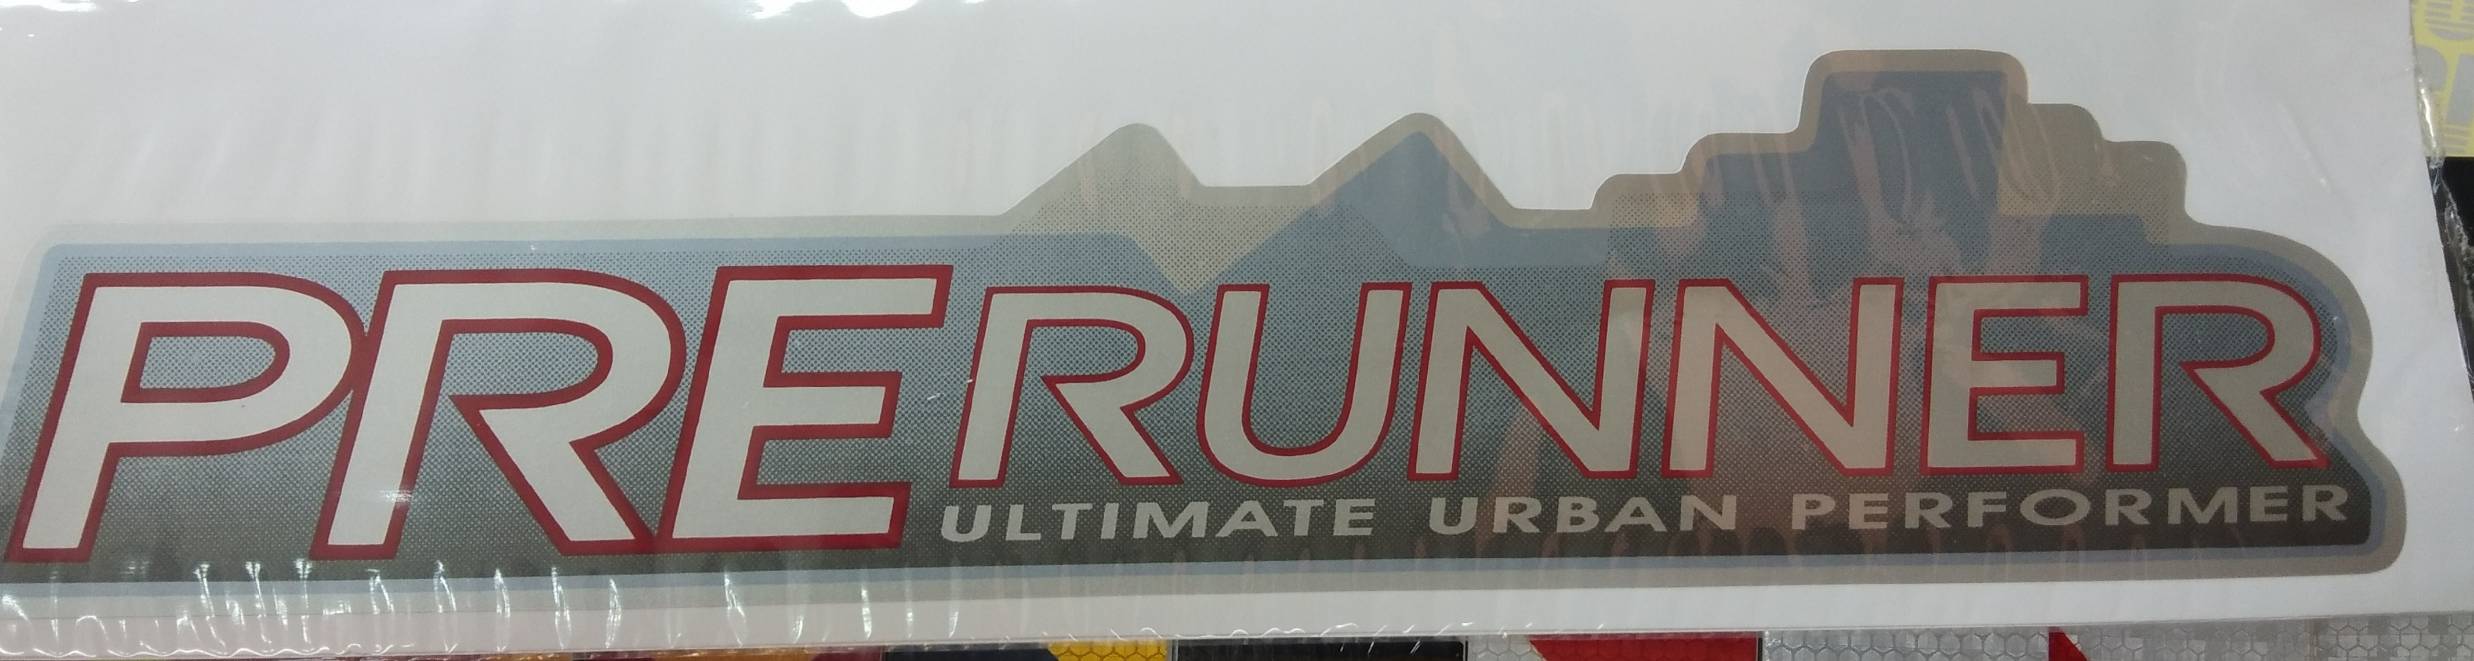 PRERUNNER
ULTIMATE URBAN PERFORMER